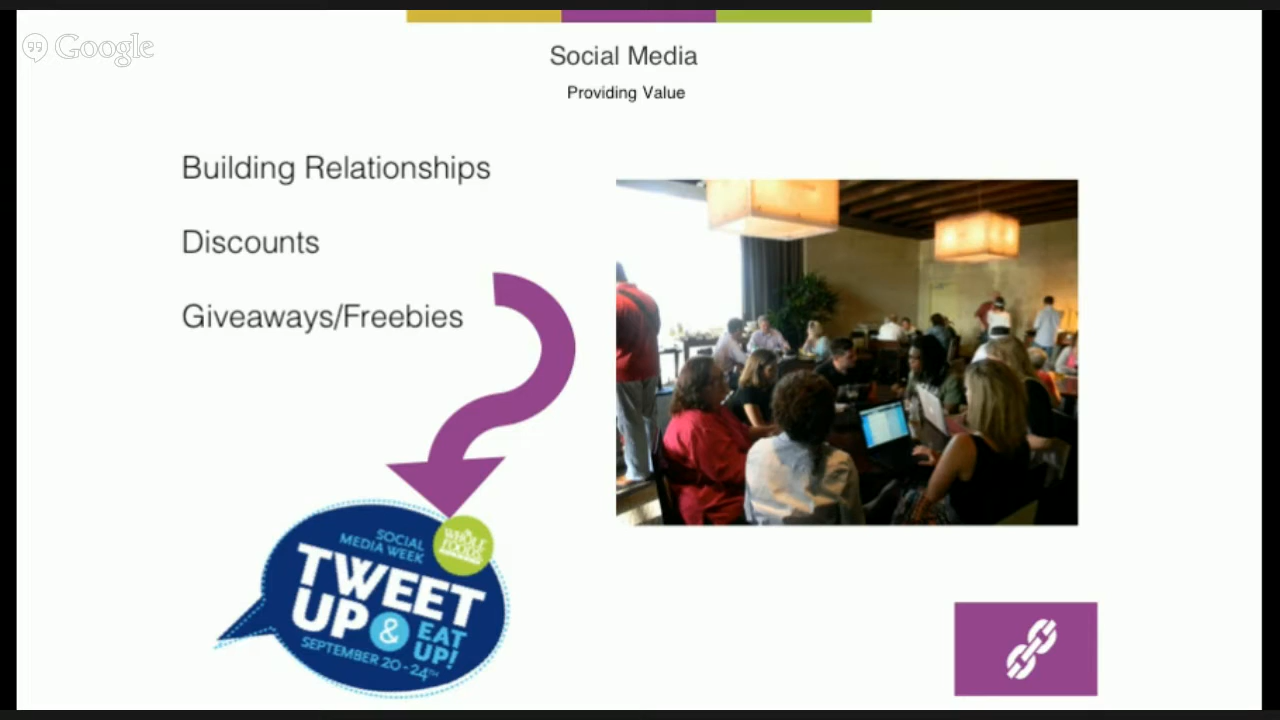 Google
Social Media
Providing Value
Building Relationships
Discounts
Giveaways/Freebies
SOCIAL
MEDIA WEEK
WHOLE
FOODS
TWEET
UP & EAT
UP!
SEPTEMBER 20-24TH